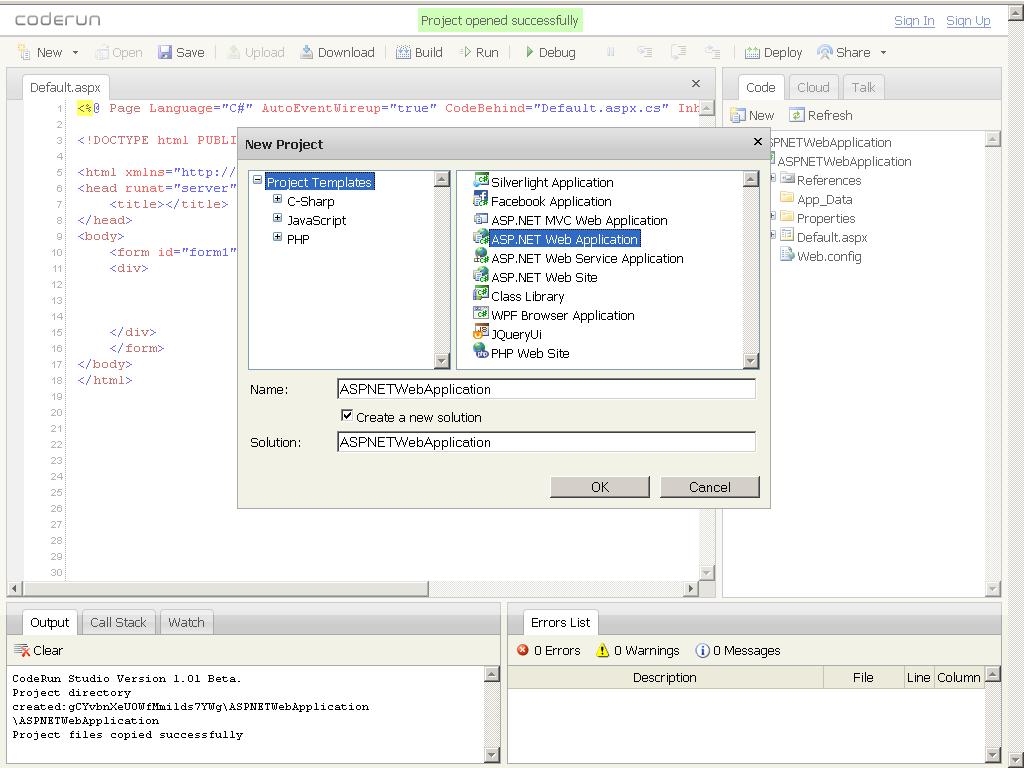 coderun
Project opened successfully
Sign In
Sign Up
New
Open
Save
Upload
Download
Build
Run
Debug
Deploy
Share
Default.aspx
1 <%@ Page Language="C#" AutoEventWireup="true" CodeBehind="Default.aspx.cs" Inh
2
3 <!DOCTYPE html PUBLI
4
5 <html xmlns="http://
6 <head runat="server"
7 <title></title>
8 </head>
9 <body>
10 <form id="form1"
11 <div>
12
13
14
15 </div>
16 </form>
17 </body>
18 </html>
19
20
21
22
23
24
25
26
27
28
29
30
New Project
Project Templates
C-Sharp
JavaScript
PHP
Silverlight Application
Facebook Application
ASP.NET MVC Web Application
ASP.NET Web Application
ASP.NET Web Service Application
ASP.NET Web Site
Class Library
WPF Browser Application
JQueryUi
PHP Web Site
Name: ASPNETWebApplication
Create a new solution
Solution: ASPNETWebApplication
OK
Cancel
Code
Cloud
Talk
New
Refresh
SPNETWebApplication
ASPNETWebApplication
References
App_Data
Properties
Default.aspx
Web.config
Output
Call Stack
Watch
Clear
CodeRun Studio Version 1.01 Beta.
Project directory
created:gCYvbnXeUOWfMmilds7YWg\ASPNETWebApplication
\ASPNETWebApplication
Project files copied successfully
Errors List
0 Errors
0 Warnings
0 Messages
Description
File
Line
Column